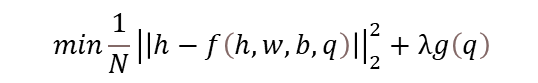 min 1/N ||h − f(h, w, b, q)||₂² + λg(q)